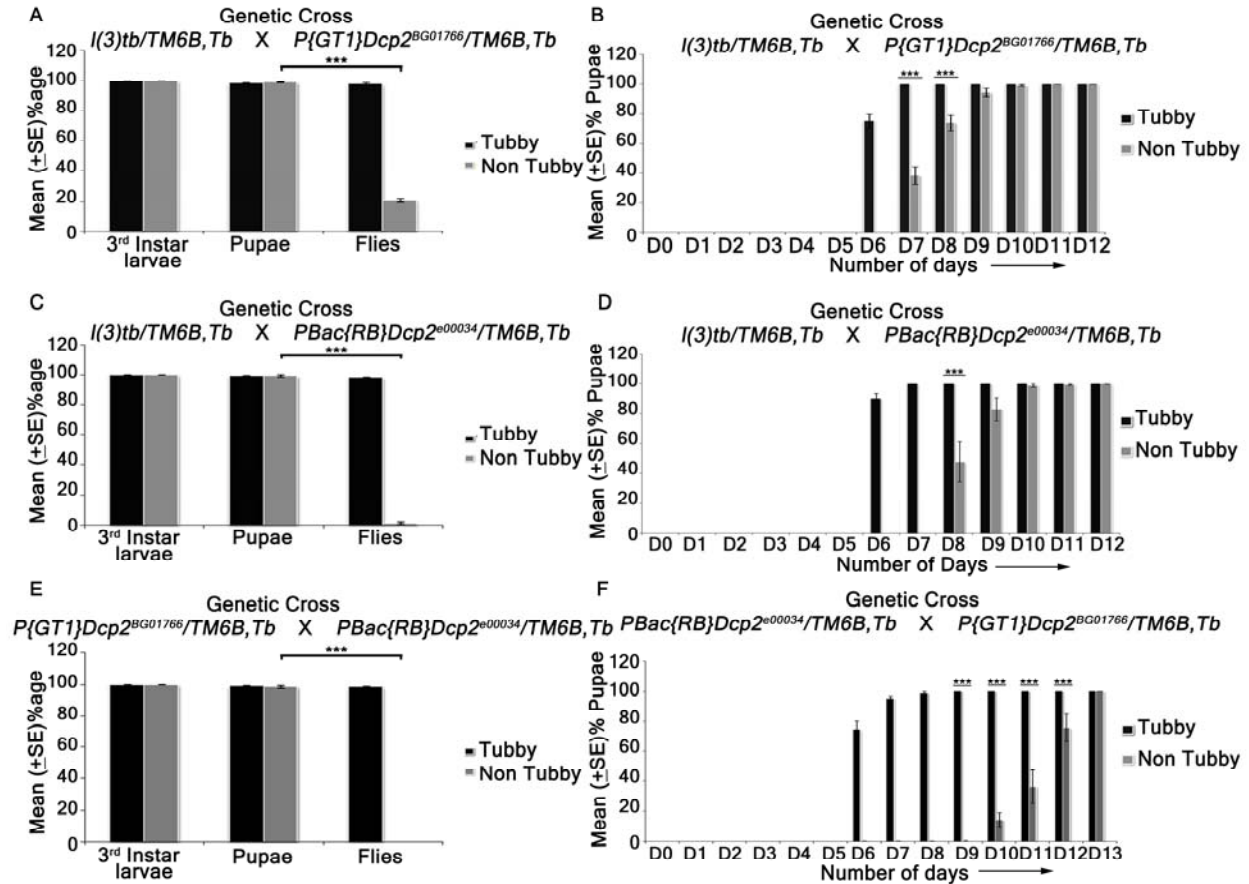 A
Genetic Cross
l(3)tb/TM6B,Tb X P{GT1}Dcp2BG01766/TM6B,Tb
***
Mean (±SE)%age
120
100
80
60
40
20
0
3rd Instar larvae
Pupae
Flies
Tubby
Non Tubby
B
Genetic Cross
l(3)tb/TM6B,Tb X P{GT1}Dcp2BG01766/TM6B,Tb
*** ***
Mean (±SE)% Pupae
120
100
80
60
40
20
0
D0 D1 D2 D3 D4 D5 D6 D7 D8 D9 D10 D11 D12
Number of days
Tubby
Non Tubby
C
Genetic Cross
l(3)tb/TM6B,Tb X PBac{RB}Dcp2e00034/TM6B,Tb
***
Mean (±SE)%age
120
100
80
60
40
20
0
3rd Instar larvae
Pupae
Flies
Tubby
Non Tubby
D
Genetic Cross
l(3)tb/TM6B,Tb X PBac{RB}Dcp2e00034/TM6B,Tb
***
Mean (±SE)% Pupae
120
100
80
60
40
20
0
D0 D1 D2 D3 D4 D5 D6 D7 D8 D9 D10 D11 D12
Number of Days
Tubby
Non Tubby
E
Genetic Cross
P{GT1}Dcp2BG01766/TM6B,Tb X PBac{RB}Dcp2e00034/TM6B,Tb
***
Mean (±SE)%age
120
100
80
60
40
20
0
3rd Instar larvae
Pupae
Flies
Tubby
Non Tubby
F
Genetic Cross
PBac{RB}Dcp2e00034/TM6B,Tb X P{GT1}Dcp2BG01766/TM6B,Tb
*** *** *** ***
Mean (±SE)% Pupae
120
100
80
60
40
20
0
D0 D1 D2 D3 D4 D5 D6 D7 D8 D9 D10 D11 D12 D13
Number of days
Tubby
Non Tubby